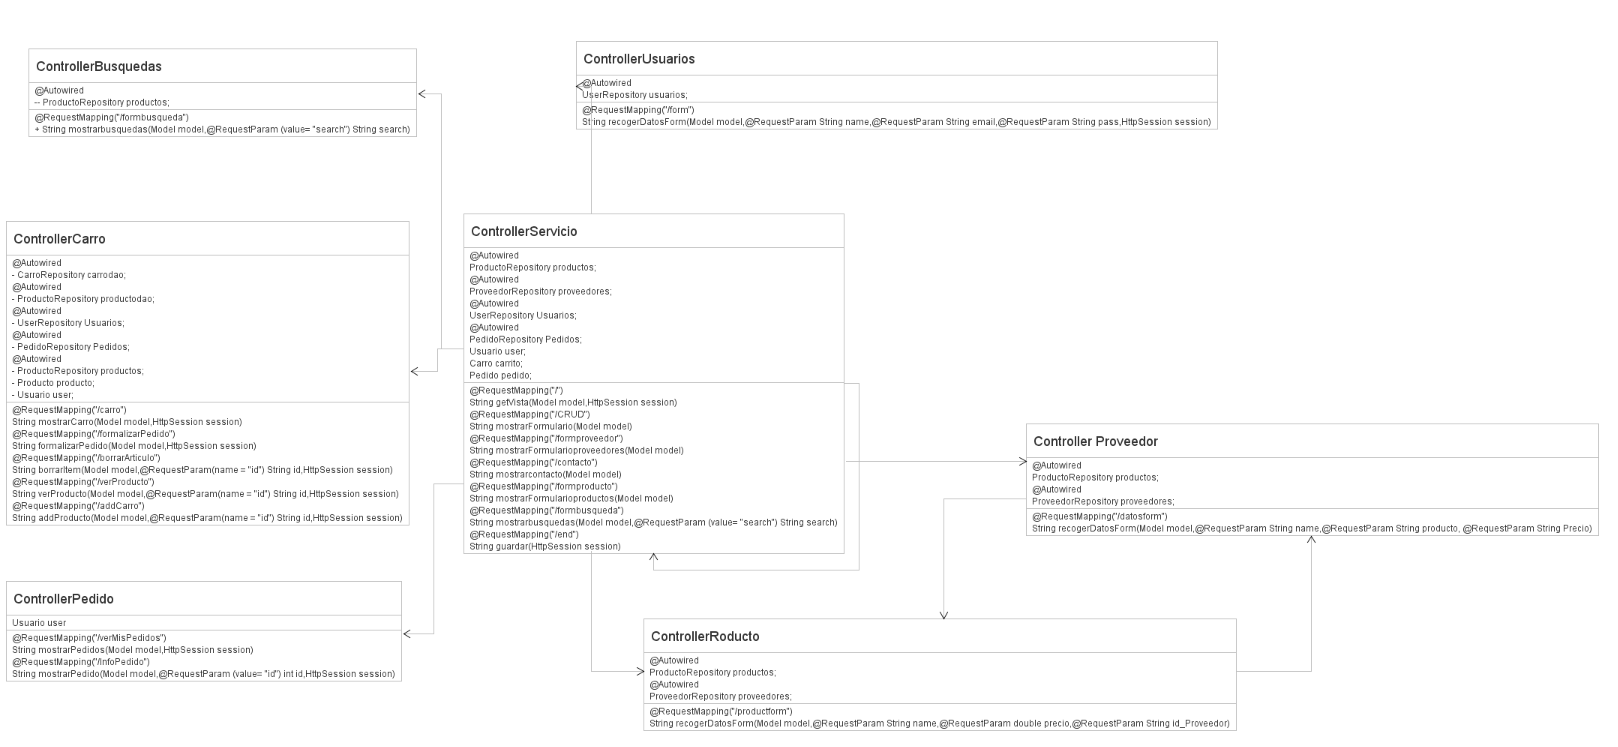 ControllerBusquedas
@Autowired
-- ProductoRepository productos;
@RequestMapping("/formbusqueda")
+ String mostrarbusquedas(Model model,@RequestParam (value= "search") String search)
ControllerUsuarios
@Autowired
UserRepository usuarios;
@RequestMapping("/form")
String recogerDatosForm(Model model,@RequestParam String name,@RequestParam String email,@RequestParam String pass,HttpSession session)
ControllerCarro
@Autowired
- CarroRepository carrodao;
@Autowired
- ProductoRepository productodao;
@Autowired
- UserRepository Usuarios;
@Autowired
- PedidoRepository Pedidos;
@Autowired
- ProductoRepository productos;
- Producto producto;
- Usuario user;
@RequestMapping("/carro")
String mostrarCarro(Model model,HttpSession session)
@RequestMapping("/formalizarPedido")
String formalizarPedido(Model model,HttpSession session)
@RequestMapping("/borrarArticulo")
String borrarItem(Model model,@RequestParam(name = "id") String id,HttpSession session)
@RequestMapping("/verProducto")
String verProducto(Model model,@RequestParam(name = "id") String id,HttpSession session)
@RequestMapping("/addCarro")
String addProducto(Model model,@RequestParam(name = "id") String id,HttpSession session)
ControllerServicio
@Autowired
ProductoRepository productos;
@Autowired
ProveedorRepository proveedores;
@Autowired
UserRepository Usuarios;
@Autowired
PedidoRepository Pedidos;
Usuario user;
Carro carrito;
Pedido pedido;
@RequestMapping("/")
String getVista(Model model,HttpSession session)
@RequestMapping("/CRUD")
String mostrarFormulario(Model model)
@RequestMapping("/formproveedor")
String mostrarFormularioproveedores(Model model)
@RequestMapping("/contacto")
String mostrarcontacto(Model model)
@RequestMapping("/formproducto")
String mostrarFormularioproductos(Model model)
@RequestMapping("/formbusqueda")
String mostrarbusquedas(Model model,@RequestParam (value= "search") String search)
@RequestMapping("/end")
String guardar(HttpSession session)
Controller Proveedor
@Autowired
ProductoRepository productos;
@Autowired
ProveedorRepository proveedores;
@RequestMapping("/datosform")
String recogerDatosForm(Model model,@RequestParam String name,@RequestParam String producto, @RequestParam String Precio)
ControllerPedido
Usuario user
@RequestMapping("/verMisPedidos")
String mostrarPedidos(Model model,HttpSession session)
@RequestMapping("/InfoPedido")
String mostrarPedido(Model model,@RequestParam (value= "id") int id,HttpSession session)
ControllerRoducto
@Autowired
ProductoRepository productos;
@Autowired
ProveedorRepository proveedores;
@RequestMapping("/productform")
String recogerDatosForm(Model model,@RequestParam String name,@RequestParam double precio,@RequestParam String id_Proveedor)